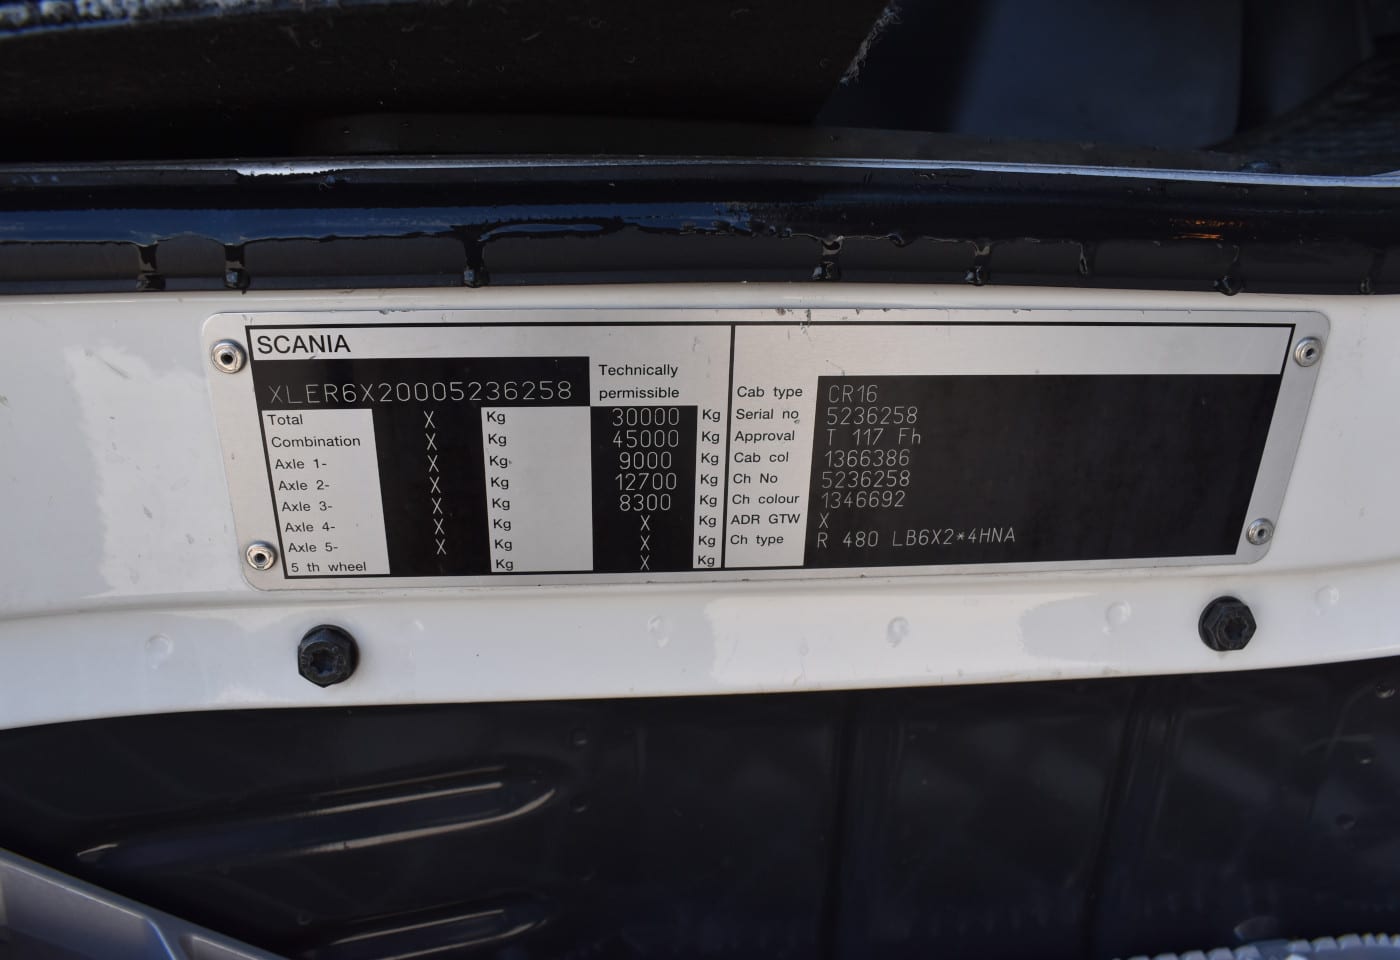 SCANIA
XLER6X20005236258
Technically
permissible
Total X Kg 30000 Kg
Combination X Kg 45000 Kg
Axle 1- X Kg 9000 Kg
Axle 2- X Kg 12700 Kg
Axle 3- X Kg 8300 Kg
Axle 4- X Kg X Kg
Axle 5- X Kg X Kg
5 th wheel Kg X Kg
Cab type CR16
Serial no 5236258
Approval T 117 Fh
Cab col 1366386
Ch No 5236258
Ch colour 1346692
ADR GTW X
Ch type R 480 LB6X2*4HNA